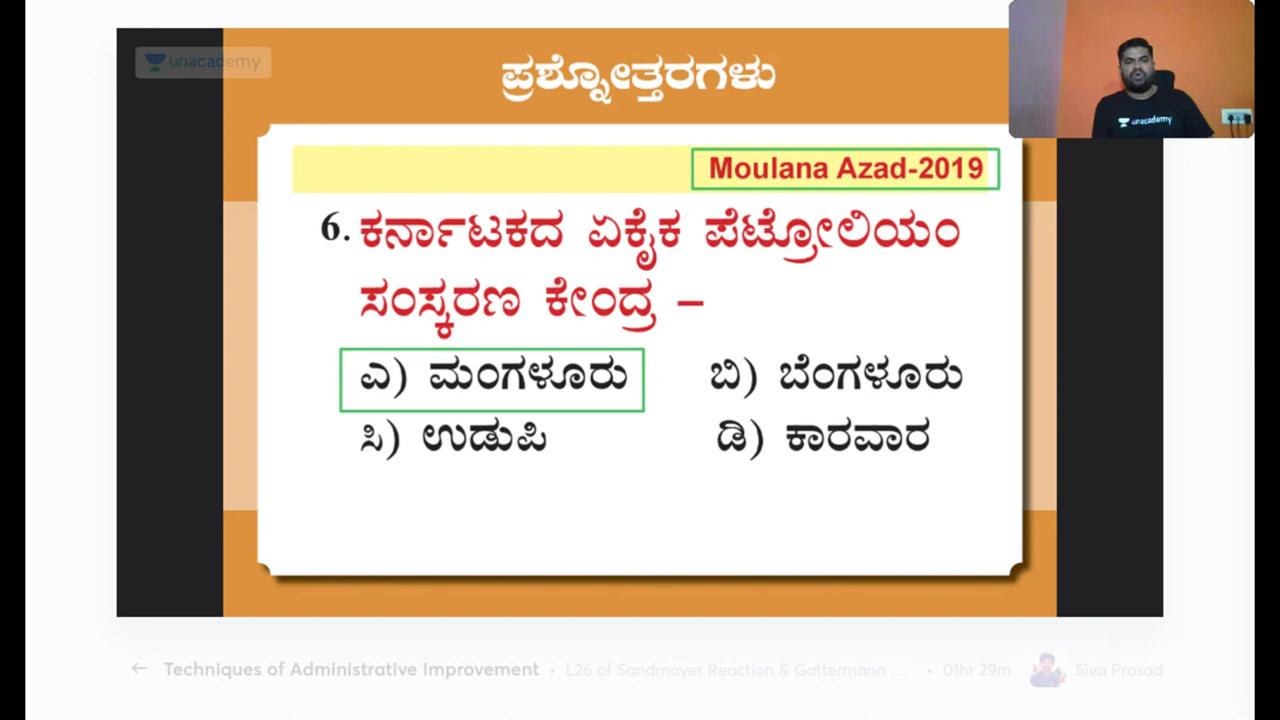 unacademy
ಪ್ರಶ್ನೋತ್ತರಗಳು
unacademy
Moulana Azad-2019
6. ಕರ್ನಾಟಕದ ಏಕೈಕ ಪೆಟ್ರೋಲಿಯಂ
ಸಂಸ್ಕರಣ ಕೇಂದ್ರ –
ಎ) ಮಂಗಳೂರು ಬಿ) ಬೆಂಗಳೂರು
ಸಿ) ಉಡುಪಿ ಡಿ) ಕಾರವಾರ
← Techniques of Administrative Improvement • L26 of Sandmayer Reaction & Gattermann ... • 01hr 29m Siva Prasad